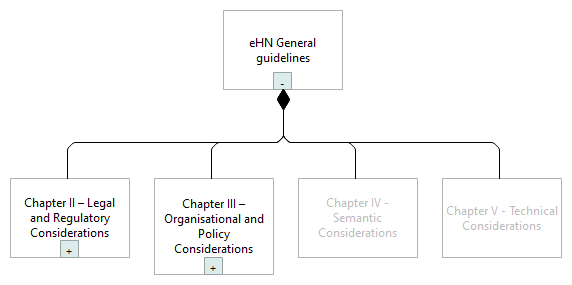 eHN General
guidelines
-
Chapter II – Legal
and Regulatory
Considerations
+
Chapter III –
Organisational and
Policy
Considerations
+
Chapter IV -
Semantic
Considerations
Chapter V - Technical
Considerations